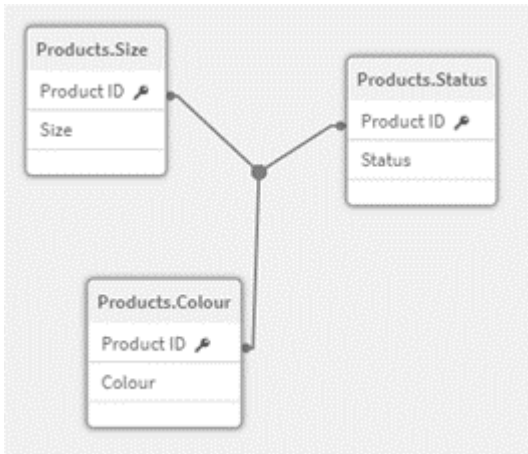 Products.Size
Product ID
Size
Products.Status
Product ID
Status
Products.Colour
Product ID
Colour